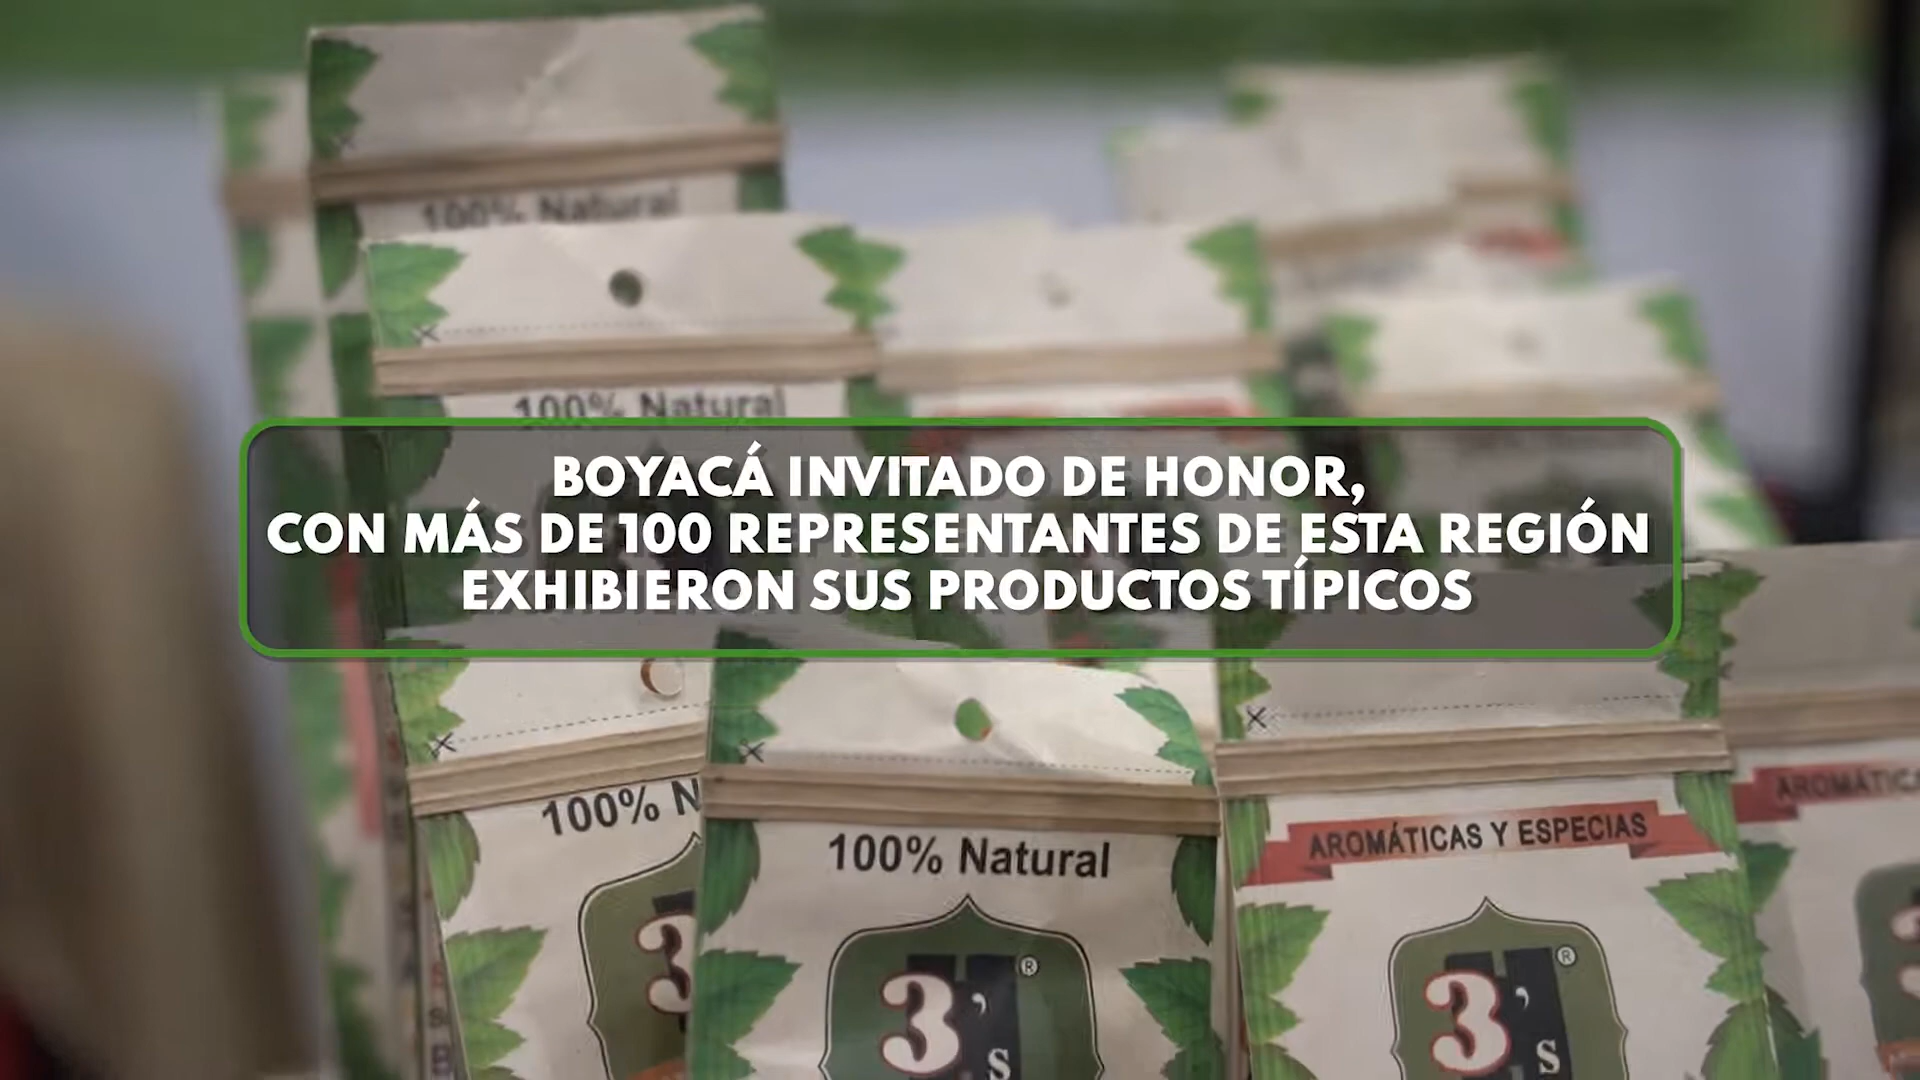 100% Natural
100% Natural
BOYACÁ INVITADO DE HONOR,
CON MÁS DE 100 REPRESENTANTES DE ESTA REGIÓN
EXHIBIERON SUS PRODUCTOS TÍPICOS
100% N
100% Natural
AROMÁTICAS Y ESPECIAS
AROMÁTICA
3
3's®
3's®